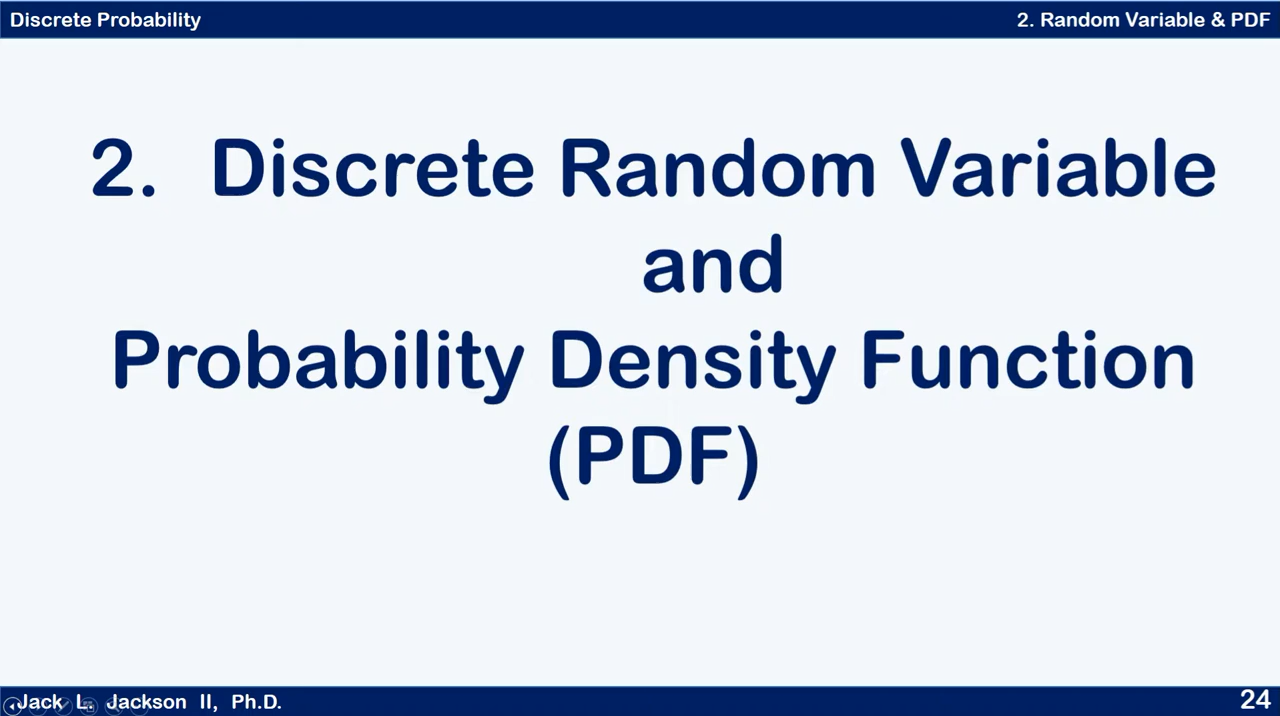 Discrete Probability
2. Random Variable & PDF
2. Discrete Random Variable
and
Probability Density Function
(PDF)
Jack L. Jackson II, Ph.D.
24